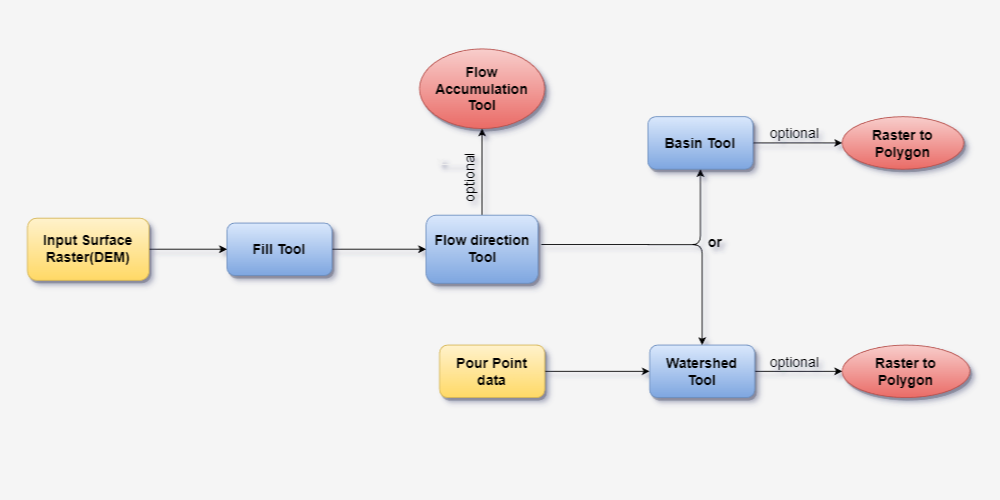 Flow
Accumulation
Tool
optional
Input Surface
Raster(DEM)
Fill Tool
Flow direction
Tool
or
Basin Tool
optional
Raster to
Polygon
Pour Point
data
Watershed
Tool
optional
Raster to
Polygon